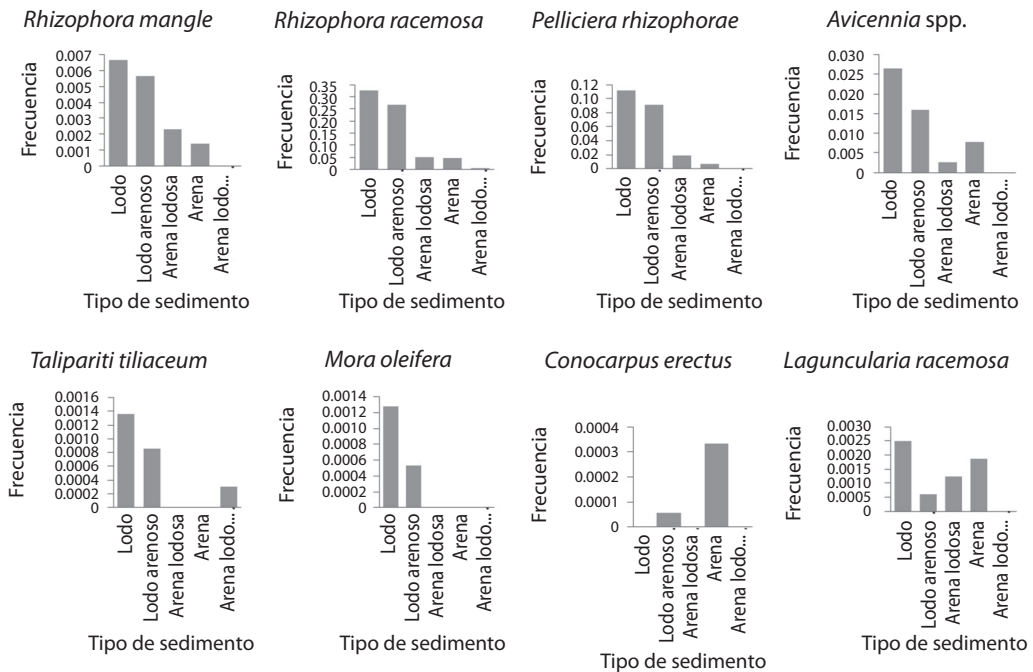 Rhizophora mangle
Frecuencia
0.007
0.006
0.005
0.004
0.003
0.002
0.001
0
Lodo
Lodo arenoso
Arena lodosa
Arena
Arena lodo...
Tipo de sedimento
Rhizophora racemosa
Frecuencia
0.35
0.30
0.25
0.20
0.15
0.10
0.05
0
Lodo
Lodo arenoso
Arena lodosa
Arena
Arena lodo...
Tipo de sedimento
Pelliciera rhizophorae
Frecuencia
0.12
0.10
0.08
0.06
0.04
0.02
0
Lodo
Lodo arenoso
Arena lodosa
Arena
Arena lodo...
Tipo de sedimento
Avicennia spp.
Frecuencia
0.030
0.025
0.020
0.015
0.010
0.005
0
Lodo
Lodo arenoso
Arena lodosa
Arena
Arena lodo...
Tipo de sedimento
Talipariti tiliaceum
Frecuencia
0.0016
0.0014
0.0012
0.0010
0.0008
0.0006
0.0004
0.0002
0
Lodo
Lodo arenoso
Arena lodosa
Arena
Arena lodo...
Tipo de sedimento
Mora oleifera
Frecuencia
0.0014
0.0012
0.0010
0.0008
0.0006
0.0004
0.0002
0
Lodo
Lodo arenoso
Arena lodosa
Arena
Arena lodo...
Tipo de sedimento
Conocarpus erectus
Frecuencia
0.0004
0.0003
0.0002
0.0001
0
Lodo
Lodo arenoso
Arena lodosa
Arena
Arena lodo...
Tipo de sedimento
Laguncularia racemosa
Frecuencia
0.0030
0.0025
0.0020
0.0015
0.0010
0.0005
0
Lodo
Lodo arenoso
Arena lodosa
Arena
Arena lodo...
Tipo de sedimento